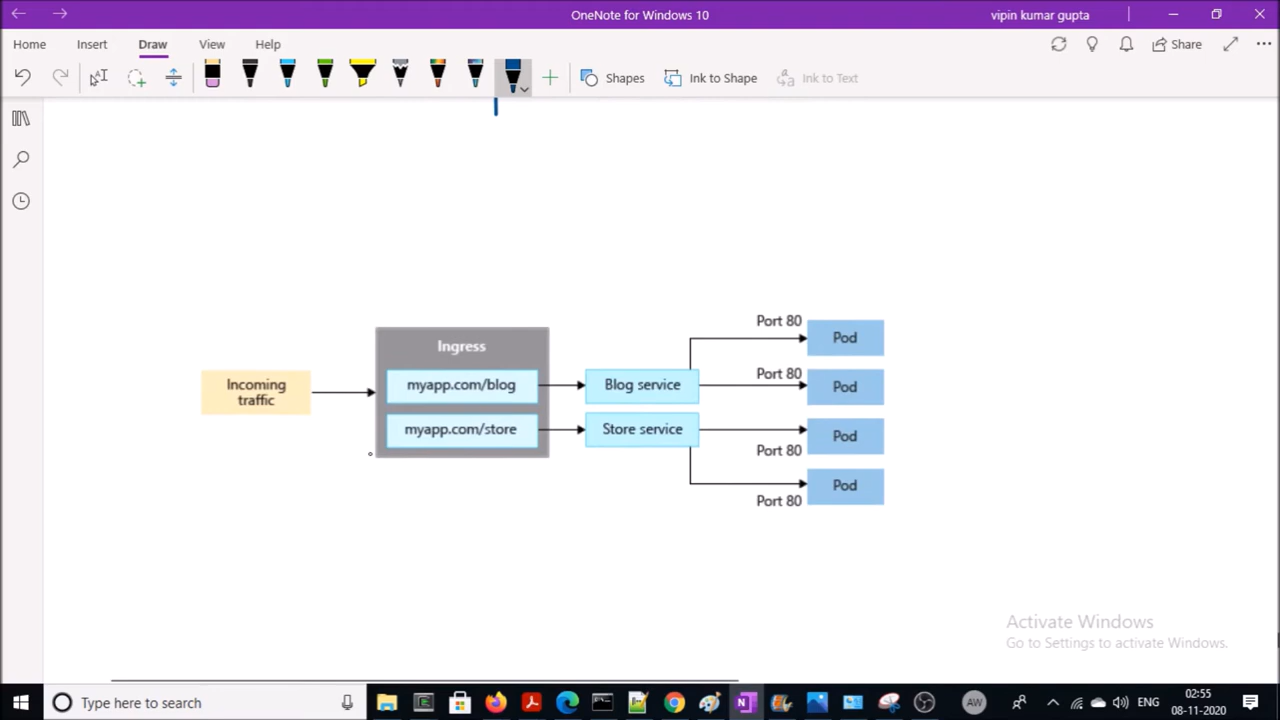 OneNote for Windows 10
vipin kumar gupta
Home
Insert
Draw
View
Help
Share
Shapes
Ink to Shape
Ink to Text
Incoming
traffic
Ingress
myapp.com/blog
myapp.com/store
Blog service
Store service
Port 80
Pod
Port 80
Pod
Pod
Port 80
Pod
Port 80
Activate Windows
Go to Settings to activate Windows.
Type here to search
AW
ENG
02:55
08-11-2020